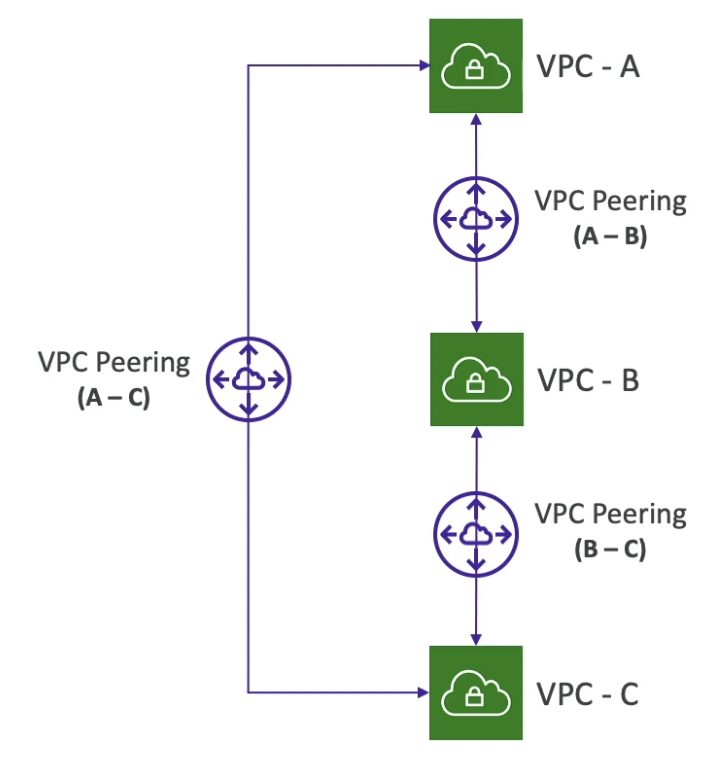 VPC - A
VPC Peering
(A – B)
VPC Peering
(A – C)
VPC - B
VPC Peering
(B – C)
VPC - C